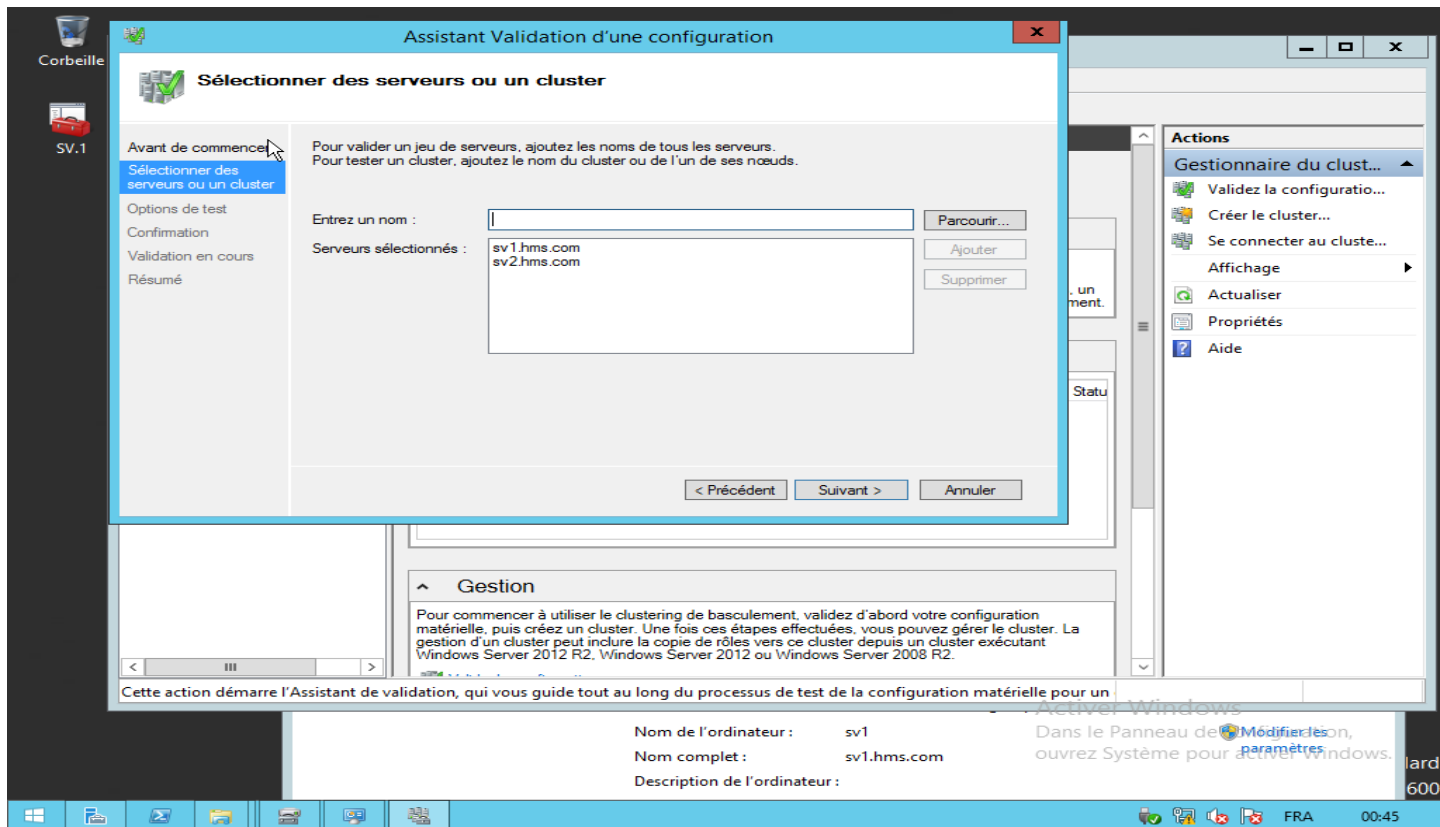 Corbeille
SV.1
Assistant Validation d'une configuration
Sélectionner des serveurs ou un cluster
Avant de commencer
Sélectionner des
serveurs ou un cluster
Options de test
Confirmation
Validation en cours
Résumé
Pour valider un jeu de serveurs, ajoutez les noms de tous les serveurs.
Pour tester un cluster, ajoutez le nom du cluster ou de l'un de ses nœuds.
Entrez un nom :
Parcourir...
Serveurs sélectionnés :
sv1.hms.com
sv2.hms.com
Ajouter
Supprimer
< Précédent
Suivant >
Annuler
, un
ment.
Statu
Actions
Gestionnaire du clust...
Validez la configuratio...
Créer le cluster...
Se connecter au cluste...
Affichage
Actualiser
Propriétés
Aide
Gestion
Pour commencer à utiliser le clustering de basculement, validez d'abord votre configuration
matérielle, puis créez un cluster. Une fois ces étapes effectuées, vous pouvez gérer le cluster. La
gestion d'un cluster peut inclure la copie de rôles vers ce cluster depuis un cluster exécutant
Windows Server 2012 R2, Windows Server 2012 ou Windows Server 2008 R2.
Cette action démarre l'Assistant de validation, qui vous guide tout au long du processus de test de la configuration matérielle pour un
Activer Windows
Nom de l'ordinateur : sv1
Dans le Panneau de
Modifier les
paramètres
Nom complet : sv1.hms.com
ouvrez Système pour activer Windows.
Description de l'ordinateur :
lard
600
FRA
00:45